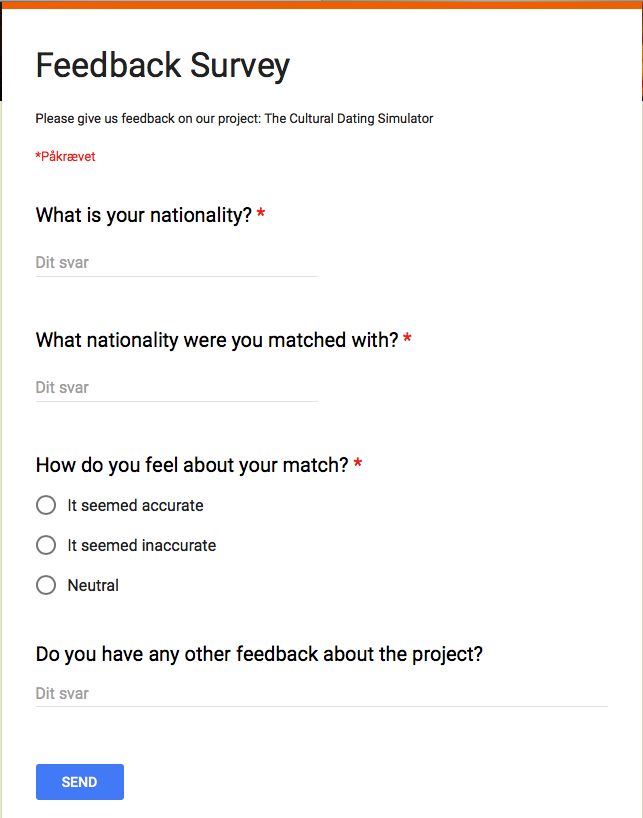 Feedback Survey
Please give us feedback on our project: The Cultural Dating Simulator
*Påkrævet
What is your nationality? *
Dit svar
What nationality were you matched with? *
Dit svar
How do you feel about your match? *
It seemed accurate
It seemed inaccurate
Neutral
Do you have any other feedback about the project?
Dit svar
SEND